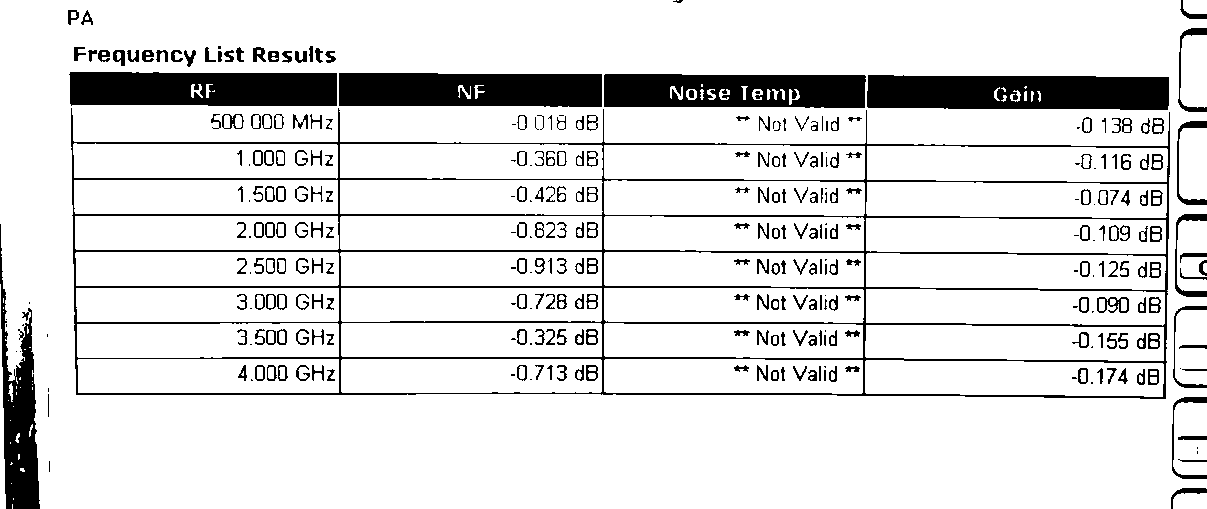 PA
Frequency List Results
RF NF Noise Temp Gain
500 000 MHz -0 018 dB ** Not Valid ** -0 138 dB
1.000 GHz -0.360 dB ** Not Valid ** -0.116 dB
1.500 GHz -0.426 dB ** Not Valid ** -0.074 dB
2.000 GHz -0.823 dB ** Not Valid ** -0.109 dB
2.500 GHz -0.913 dB ** Not Valid ** -0.125 dB
3.000 GHz -0.728 dB ** Not Valid ** -0.090 dB
3.500 GHz -0.325 dB ** Not Valid ** -0.155 dB
4.000 GHz -0.713 dB ** Not Valid ** -0.174 dB